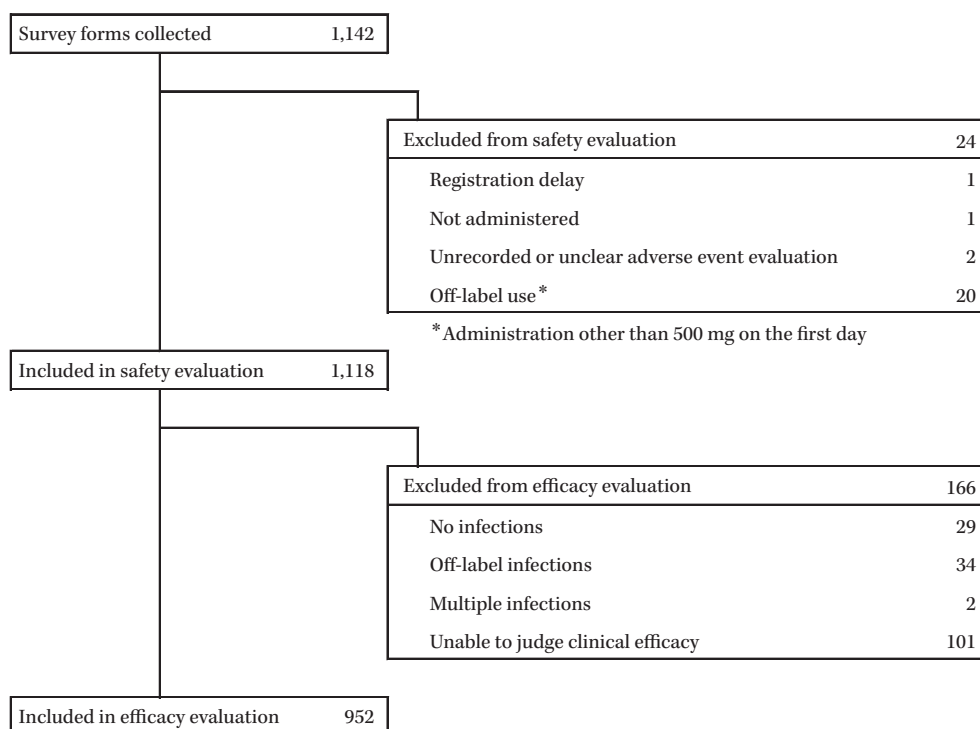 Survey forms collected 1,142
Excluded from safety evaluation 24
Registration delay 1
Not administered 1
Unrecorded or unclear adverse event evaluation 2
Off-label use* 20
*Administration other than 500 mg on the first day
Included in safety evaluation 1,118
Excluded from efficacy evaluation 166
No infections 29
Off-label infections 34
Multiple infections 2
Unable to judge clinical efficacy 101
Included in efficacy evaluation 952